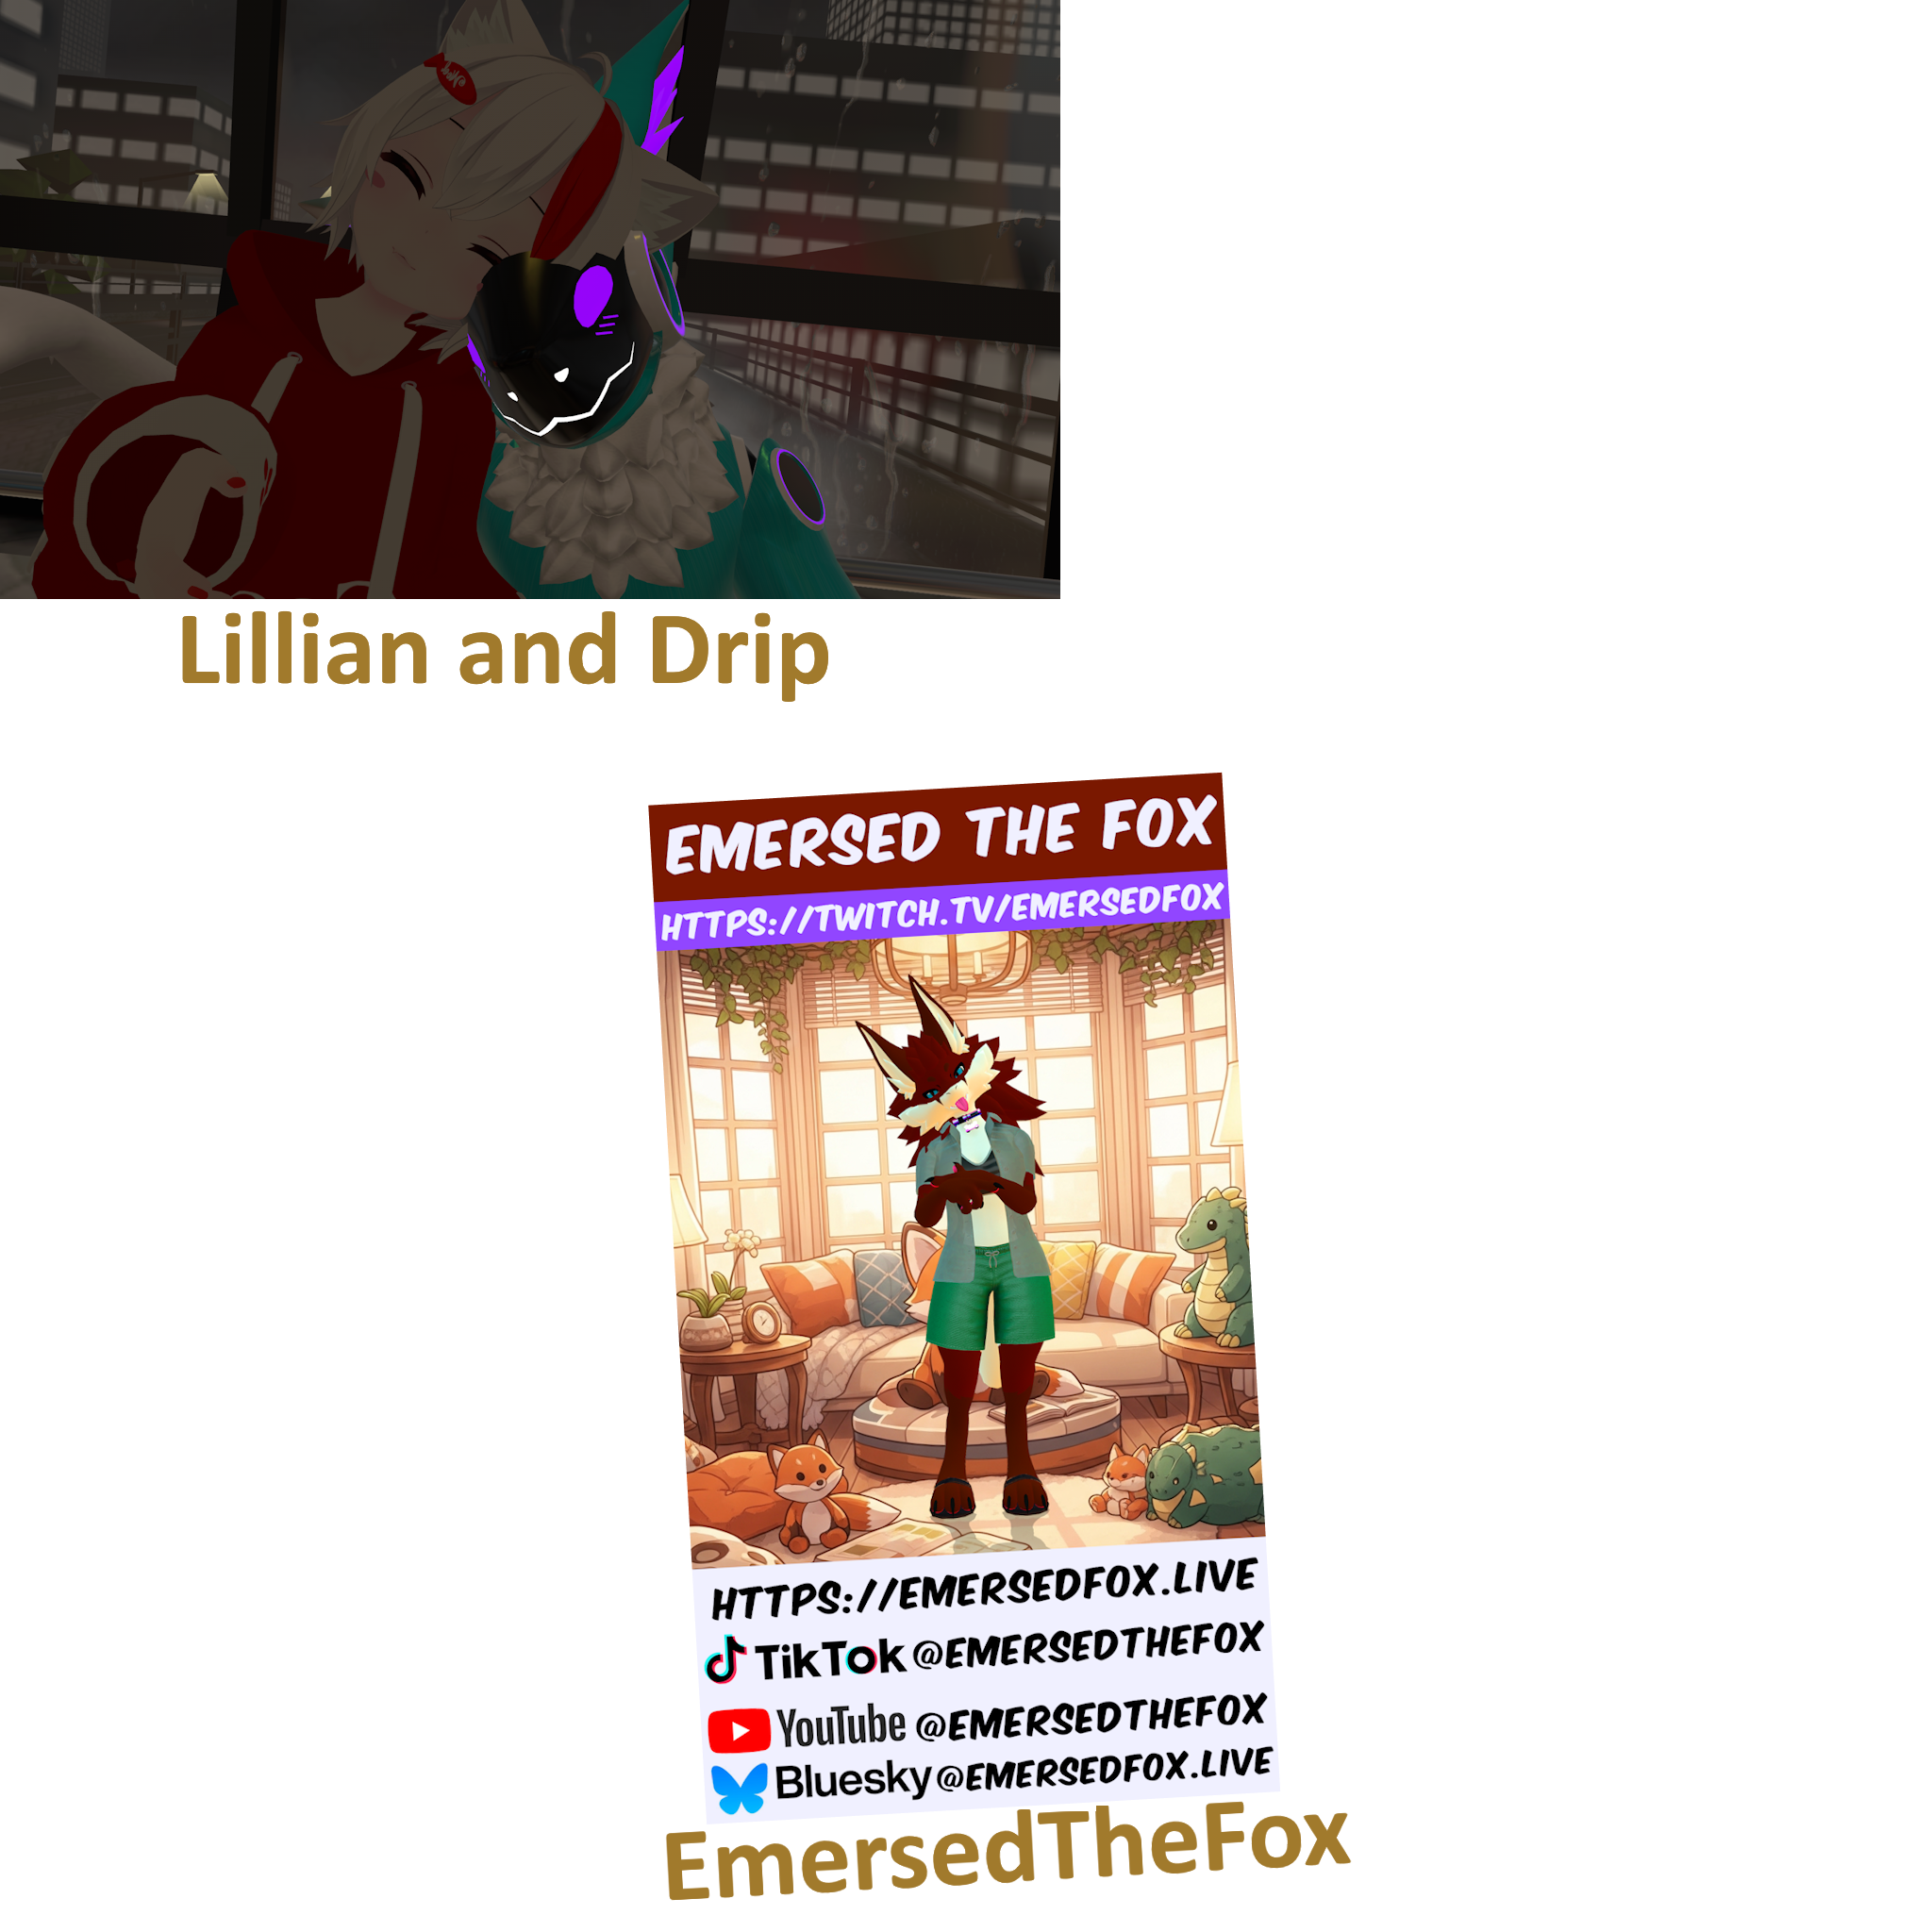 Lillian and Drip
EMERSED THE FOX
HTTPS://TWITCH.TV/EMERSEDFOX
HTTPS://EMERSEDFOX.LIVE
TikTok @EMERSEDTHEFOX
YouTube @EMERSEDTHEFOX
Bluesky @EMERSEDFOX.LIVE
EmersedTheFox